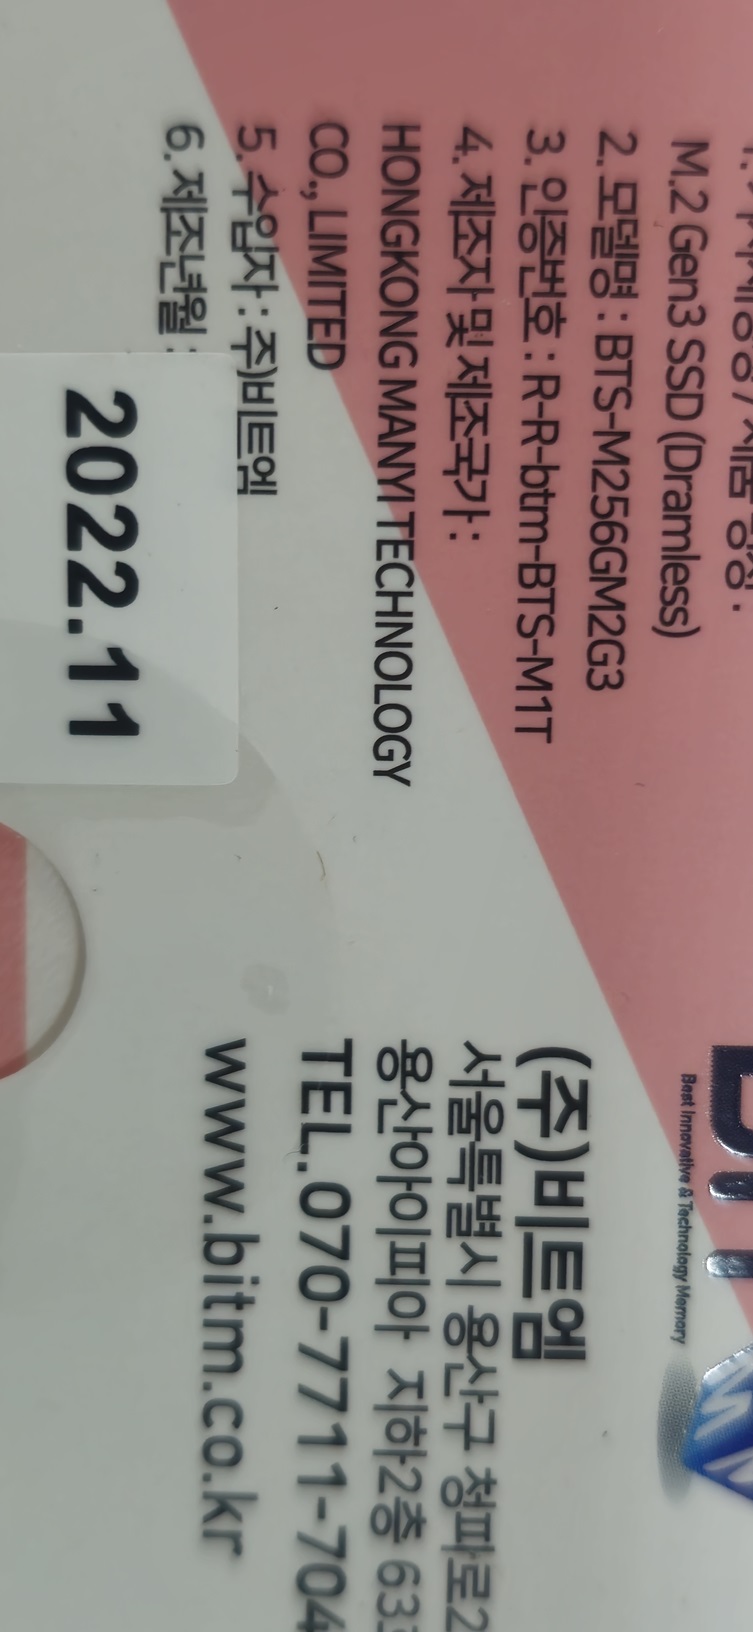 M.2 Gen3 SSD (Dramless)
2. 모델명 : BTS-M256GM2G3
3. 인증번호 : R-R-btm-BTS-M1T
4. 제조자 및 제조국가 :
HONGKONG MANYI TECHNOLOGY
CO., LIMITED
5. 수입자 : 주)비트엠
6. 제조년월 :
2022.11
Best Innovative & Technology Memory
(주)비트엠
서울특별시 용산구 청파로2
용산아이피아 지하2층 63
TEL.070-7711-704
www.bitm.co.kr